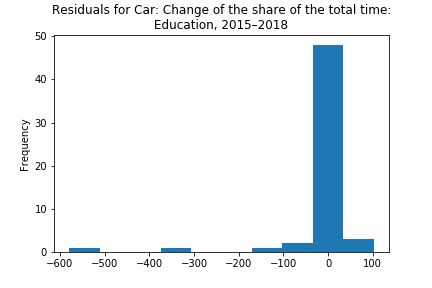 Residuals for Car: Change of the share of the total time:
Education, 2015–2018
50
40
30
20
10
0
Frequency
−600 −500 −400 −300 −200 −100 0 100